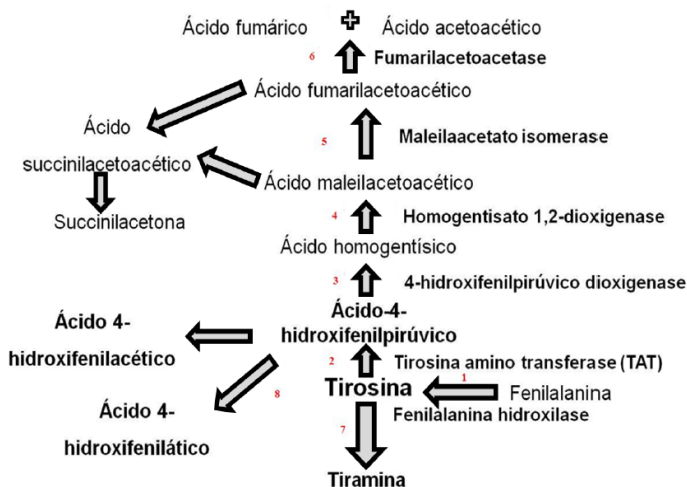 Ácido fumárico + Ácido acetoacético
6 Fumarilacetoacetase
Ácido fumarilacetoacético
Ácido
succinilacetoacético
5 Maleilaacetato isomerase
Ácido maleilacetoacético
Succinilacetona
4 Homogentisato 1,2-dioxigenase
Ácido homogentísico
3 4-hidroxifenilpirúvico dioxigenase
Ácido-4-
hidroxifenilpirúvico
Ácido 4-
hidroxifenilacético
2 Tirosina amino transferase (TAT)
Tirosina 1 Fenilalanina
Fenilalanina hidroxilase
8
Ácido 4-
hidroxifenilático
7
Tiramina